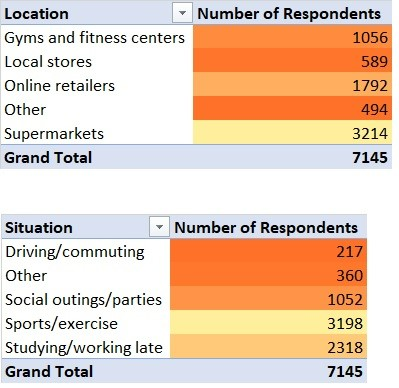 Location Number of Respondents
Gyms and fitness centers 1056
Local stores 589
Online retailers 1792
Other 494
Supermarkets 3214
Grand Total 7145
Situation Number of Respondents
Driving/commuting 217
Other 360
Social outings/parties 1052
Sports/exercise 3198
Studying/working late 2318
Grand Total 7145